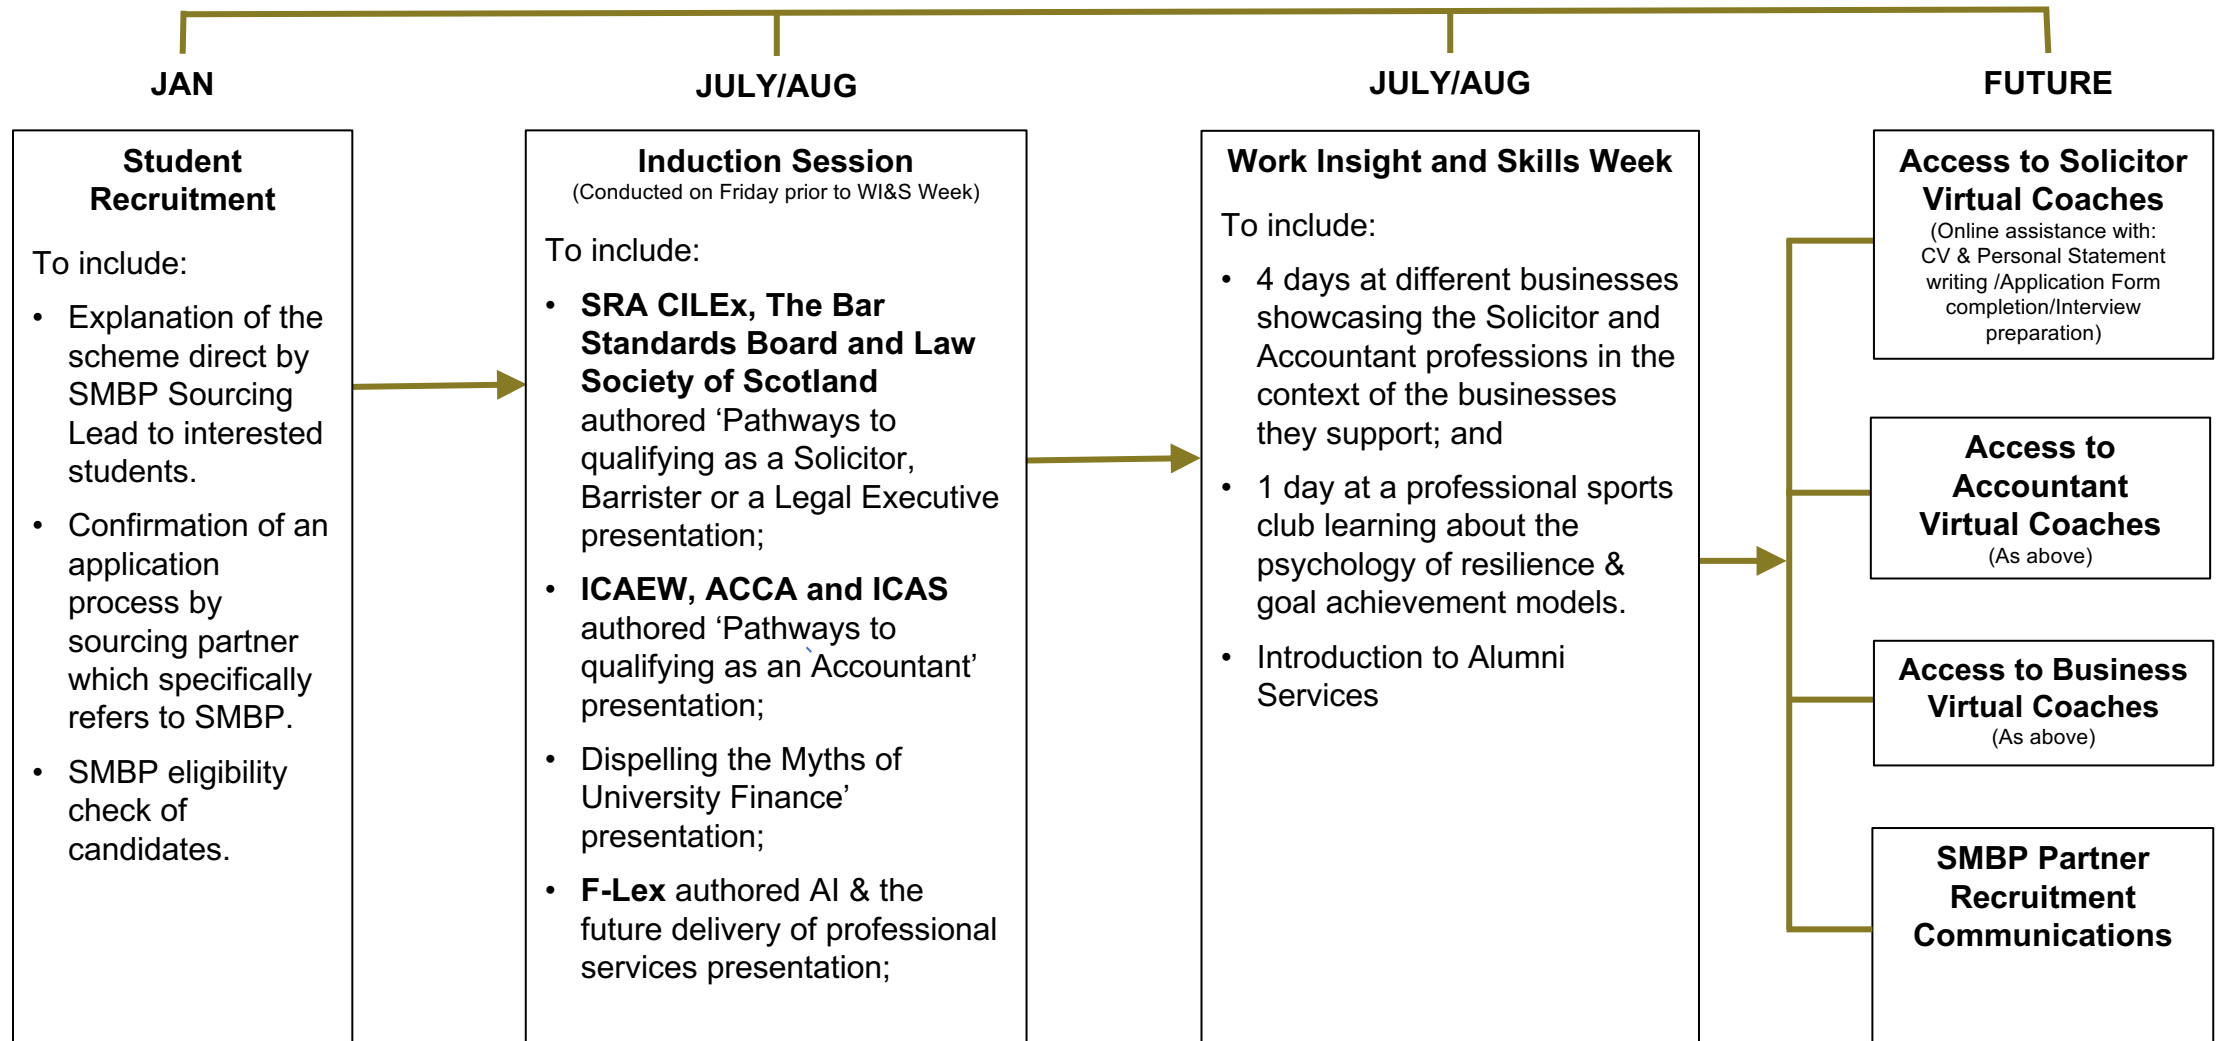 JAN
Student
Recruitment
To include:
• Explanation of the
scheme direct by
SMBP Sourcing
Lead to interested
students.
• Confirmation of an
application
process by
sourcing partner
which specifically
refers to SMBP.
• SMBP eligibility
check of
candidates.
JULY/AUG
Induction Session
(Conducted on Friday prior to WI&S Week)
To include:
• SRA CILEx, The Bar
Standards Board and Law
Society of Scotland
authored ‘Pathways to
qualifying as a Solicitor,
Barrister or a Legal Executive
presentation;
• ICAEW, ACCA and ICAS
authored ‘Pathways to
qualifying as an Accountant’
presentation;
• Dispelling the Myths of
University Finance’
presentation;
• F-Lex authored AI & the
future delivery of professional
services presentation;
JULY/AUG
Work Insight and Skills Week
To include:
• 4 days at different businesses
showcasing the Solicitor and
Accountant professions in the
context of the businesses
they support; and
• 1 day at a professional sports
club learning about the
psychology of resilience &
goal achievement models.
• Introduction to Alumni
Services
FUTURE
Access to Solicitor
Virtual Coaches
(Online assistance with:
CV & Personal Statement
writing /Application Form
completion/Interview
preparation)
Access to
Accountant
Virtual Coaches
(As above)
Access to Business
Virtual Coaches
(As above)
SMBP Partner
Recruitment
Communications